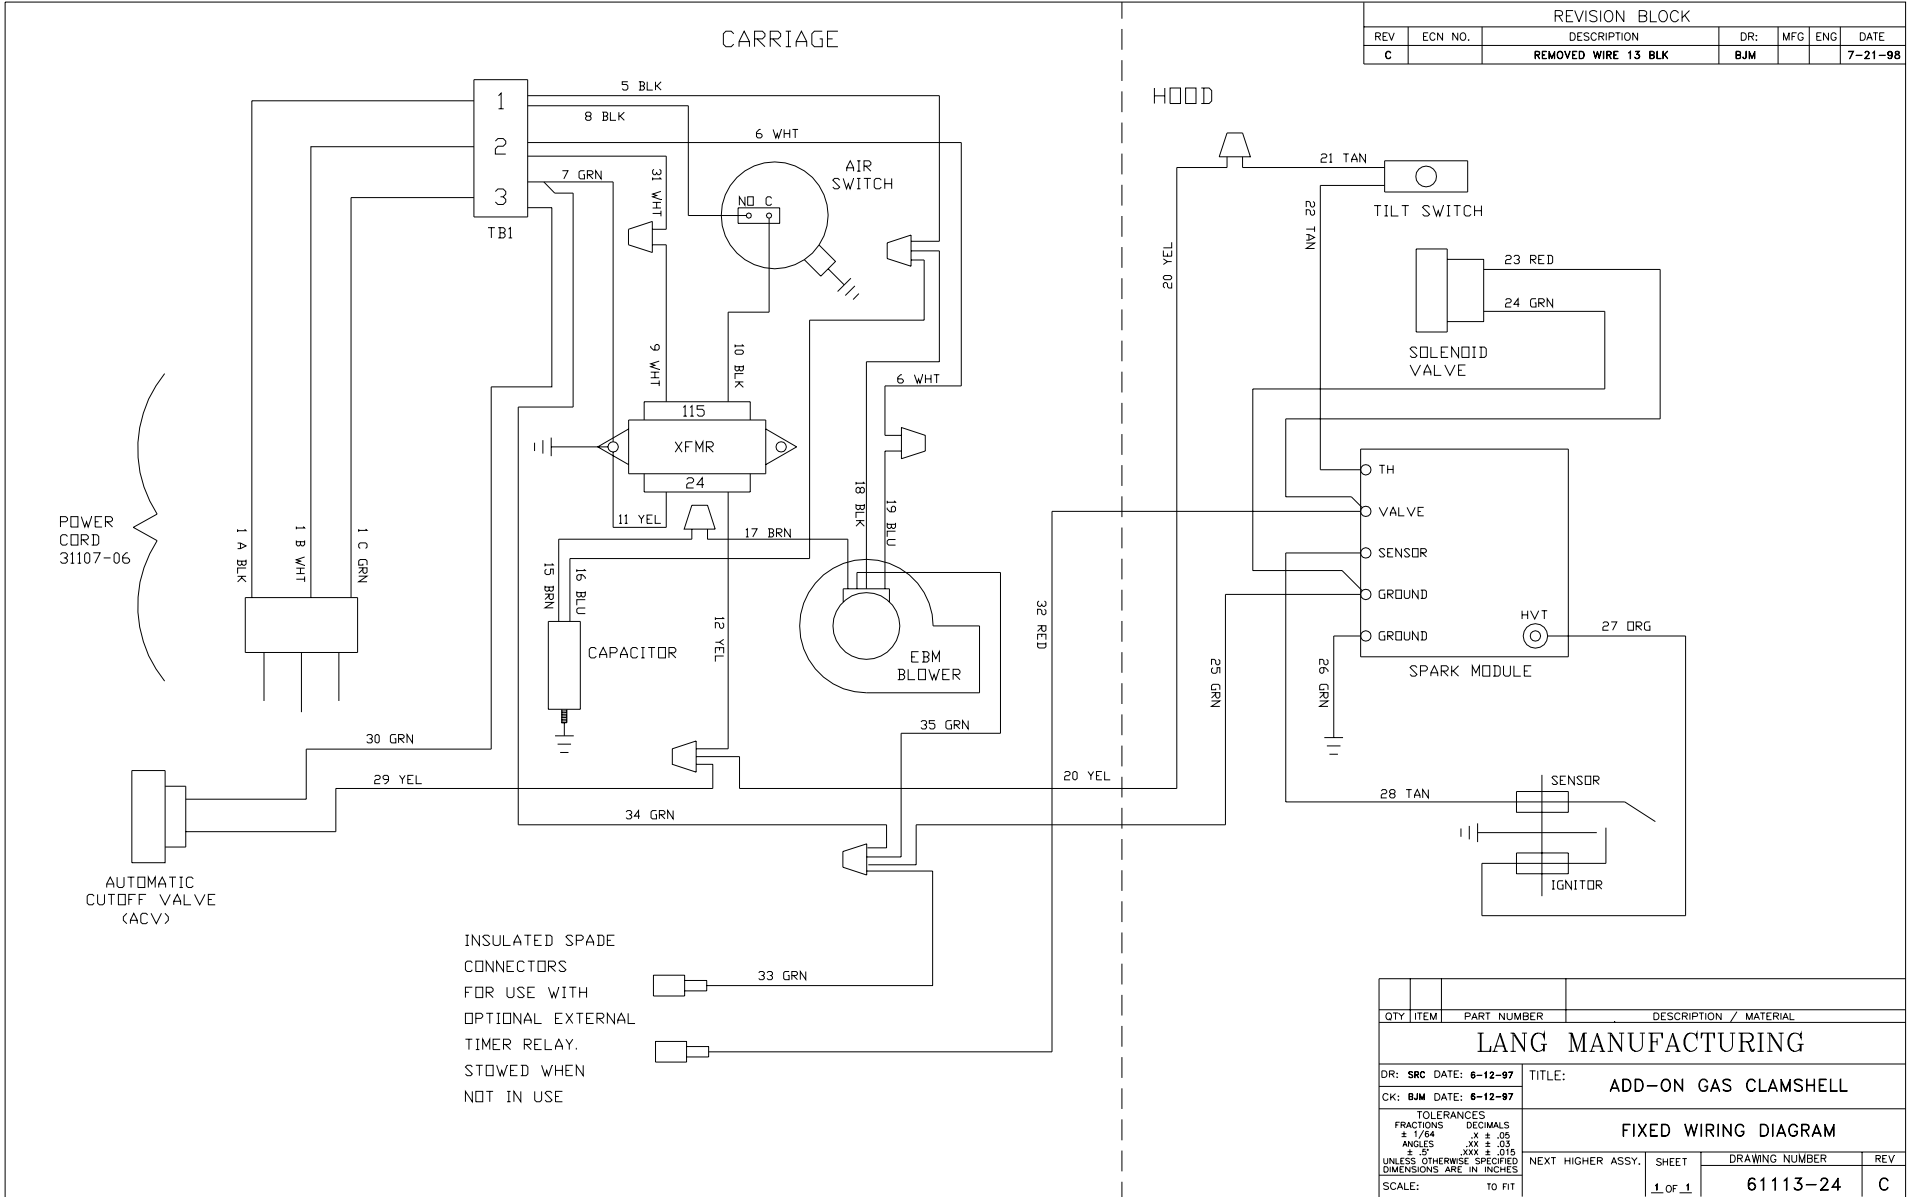 CARRIAGE
HOOD
REVISION BLOCK
REV ECN NO. DESCRIPTION DR: MFG ENG DATE
C REMOVED WIRE 13 BLK BJM 7-21-98
1
2
3
TB1
5 BLK
8 BLK
6 WHT
7 GRN
31 WHT
AIR
SWITCH
NO C
9 WHT
10 BLK
6 WHT
115
XFMR
24
11 YEL
17 BRN
18 BLK
19 BLU
15 BRN
16 BLU
12 YEL
CAPACITOR
EBM
BLOWER
POWER
CORD
31107-06
1 A BLK
1 B WHT
1 C GRN
30 GRN
29 YEL
35 GRN
34 GRN
20 YEL
AUTOMATIC
CUTOFF VALVE
(ACV)
INSULATED SPADE
CONNECTORS
FOR USE WITH
OPTIONAL EXTERNAL
TIMER RELAY.
STOWED WHEN
NOT IN USE
33 GRN
32 RED
20 YEL
21 TAN
22 TAN
TILT SWITCH
23 RED
24 GRN
SOLENOID
VALVE
TH
VALVE
SENSOR
GROUND
GROUND
HVT
SPARK MODULE
27 ORG
25 GRN
26 GRN
28 TAN
SENSOR
IGNITOR
QTY ITEM PART NUMBER DESCRIPTION / MATERIAL
LANG MANUFACTURING
DR: SRC DATE: 6-12-97
CK: BJM DATE: 6-12-97
TITLE: ADD-ON GAS CLAMSHELL
FIXED WIRING DIAGRAM
TOLERANCES
FRACTIONS DECIMALS
± 1/64 .X ± .05
ANGLES .XX ± .03
± .5° .XXX ± .015
UNLESS OTHERWISE SPECIFIED
DIMENSIONS ARE IN INCHES
SCALE: TO FIT
NEXT HIGHER ASSY.
SHEET
1 OF 1
DRAWING NUMBER
61113-24
REV
C